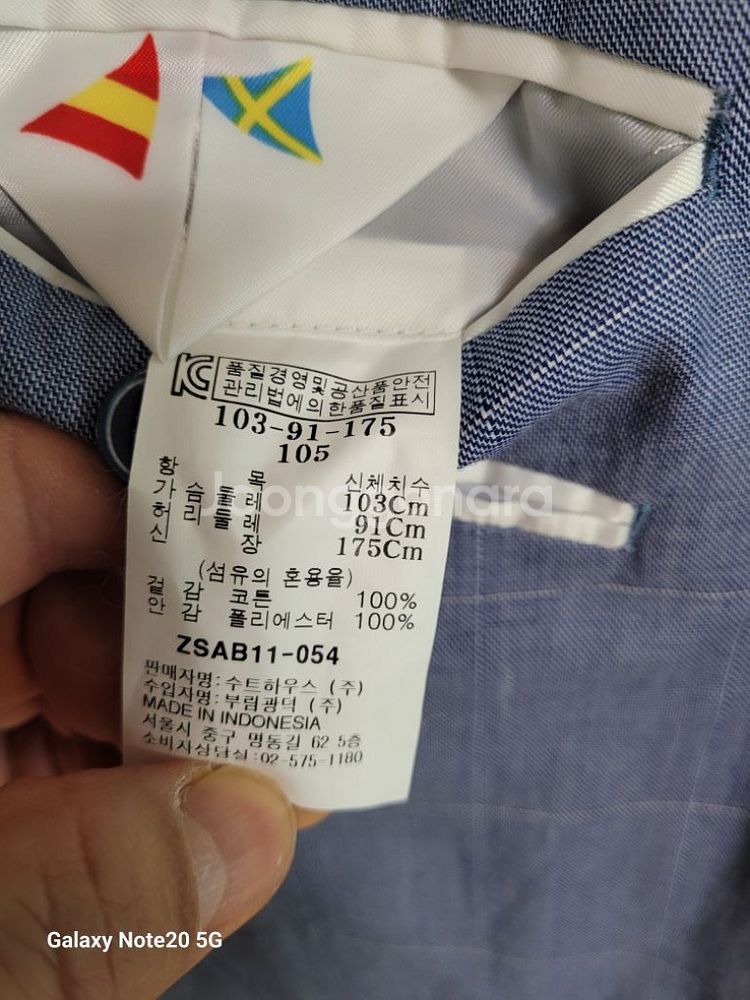 품질경영및공산품안전
관리법에의한품질표시
103-91-175
105
항 목 신체치수
가슴둘레 103Cm
허리둘레 91Cm
신 장 175Cm
(섬유의 혼용율)
겉 감 코튼 100%
안 감 폴리에스터 100%
ZSAB11-054
판매자명:수트하우스 (주)
수입자명:부림광덕 (주)
MADE IN INDONESIA
서울시 중구 명동길 62 5층
소비자상담실:02-575-1180
Joonggonara
Galaxy Note20 5G